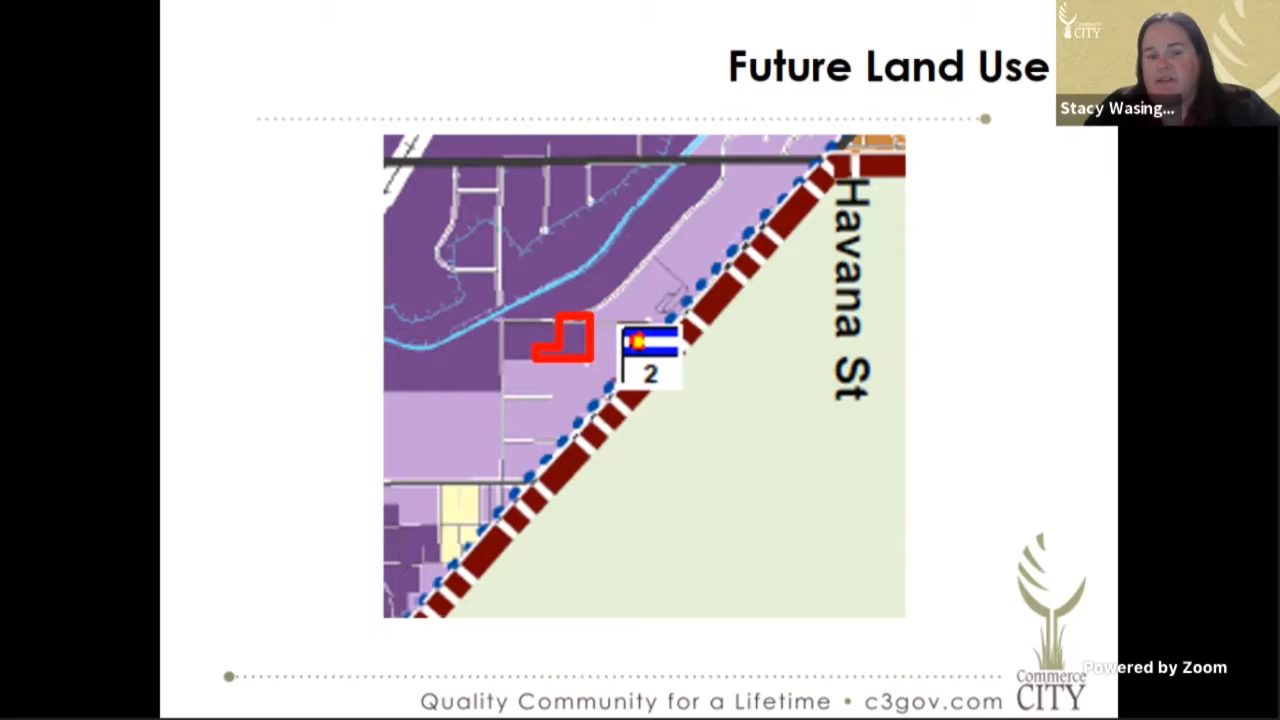 Future Land Use
Commerce
CITY
Stacy Wasing...
Havana St
2
Commerce
CITY
Powered by Zoom
Quality Community for a Lifetime • c3gov.com